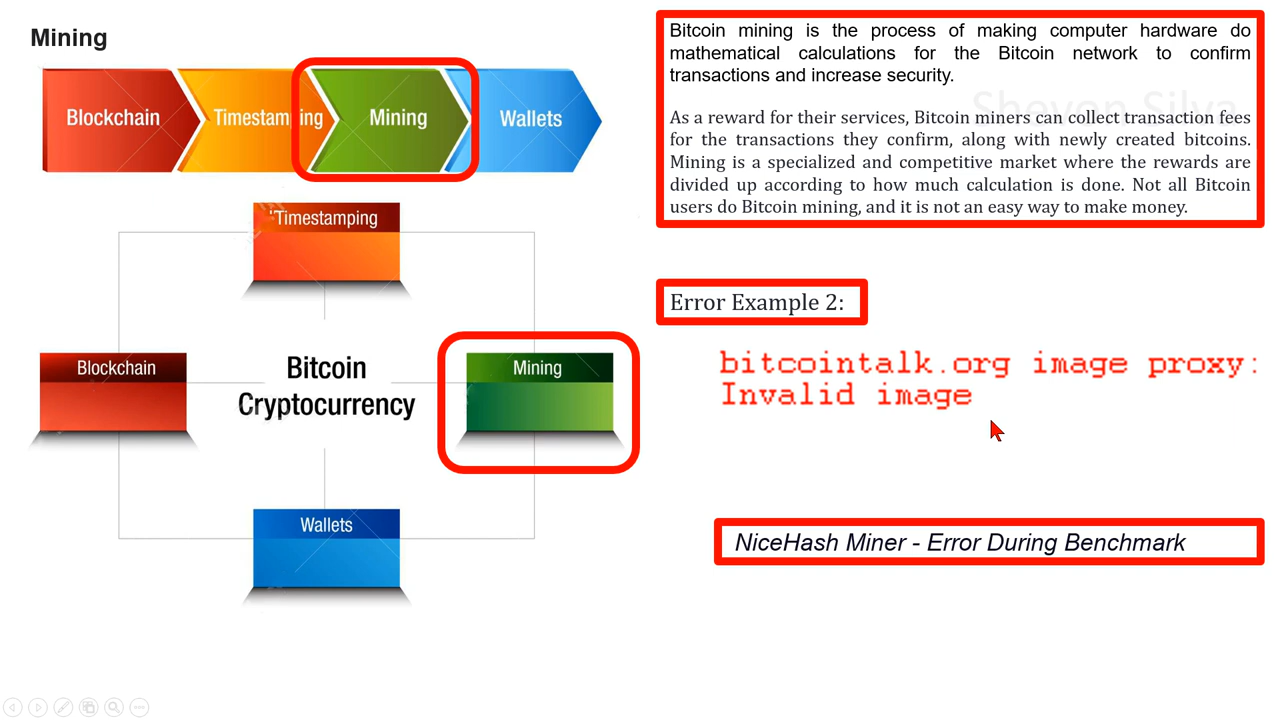 Mining
Blockchain
Timestamping
Mining
Wallets
Timestamping
Blockchain
Bitcoin
Cryptocurrency
Mining
Wallets
Bitcoin mining is the process of making computer hardware do
mathematical calculations for the Bitcoin network to confirm
transactions and increase security.
Sheyon Silva
As a reward for their services, Bitcoin miners can collect transaction fees
for the transactions they confirm, along with newly created bitcoins.
Mining is a specialized and competitive market where the rewards are
divided up according to how much calculation is done. Not all Bitcoin
users do Bitcoin mining, and it is not an easy way to make money.
Error Example 2:
bitcointalk.org image proxy:
Invalid image
NiceHash Miner - Error During Benchmark